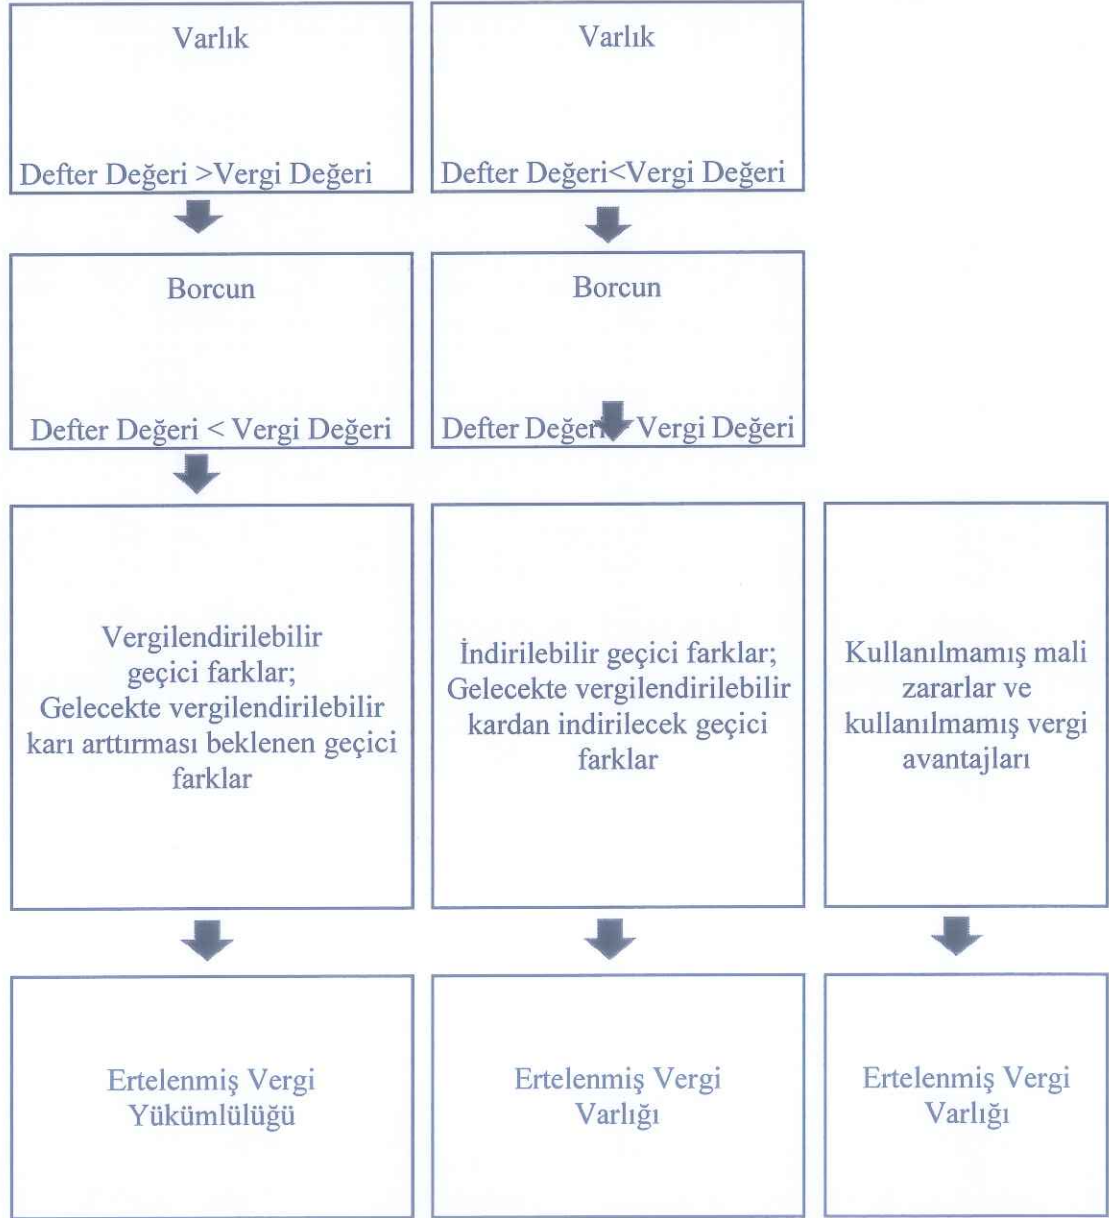 Varlık
Defter Değeri >Vergi Değeri
Varlık
Defter Değeri<Vergi Değeri
Borcun
Defter Değeri < Vergi Değeri
Borcun
Defter Değeri Vergi Değeri
Vergilendirilebilir
geçici farklar;
Gelecekte vergilendirilebilir
karı arttırması beklenen geçici
farklar
İndirilebilir geçici farklar;
Gelecekte vergilendirilebilir
kardan indirilecek geçici
farklar
Kullanılmamış mali
zararlar ve
kullanılmamış vergi
avantajları
Ertelenmiş Vergi
Yükümlülüğü
Ertelenmiş Vergi
Varlığı
Ertelenmiş Vergi
Varlığı